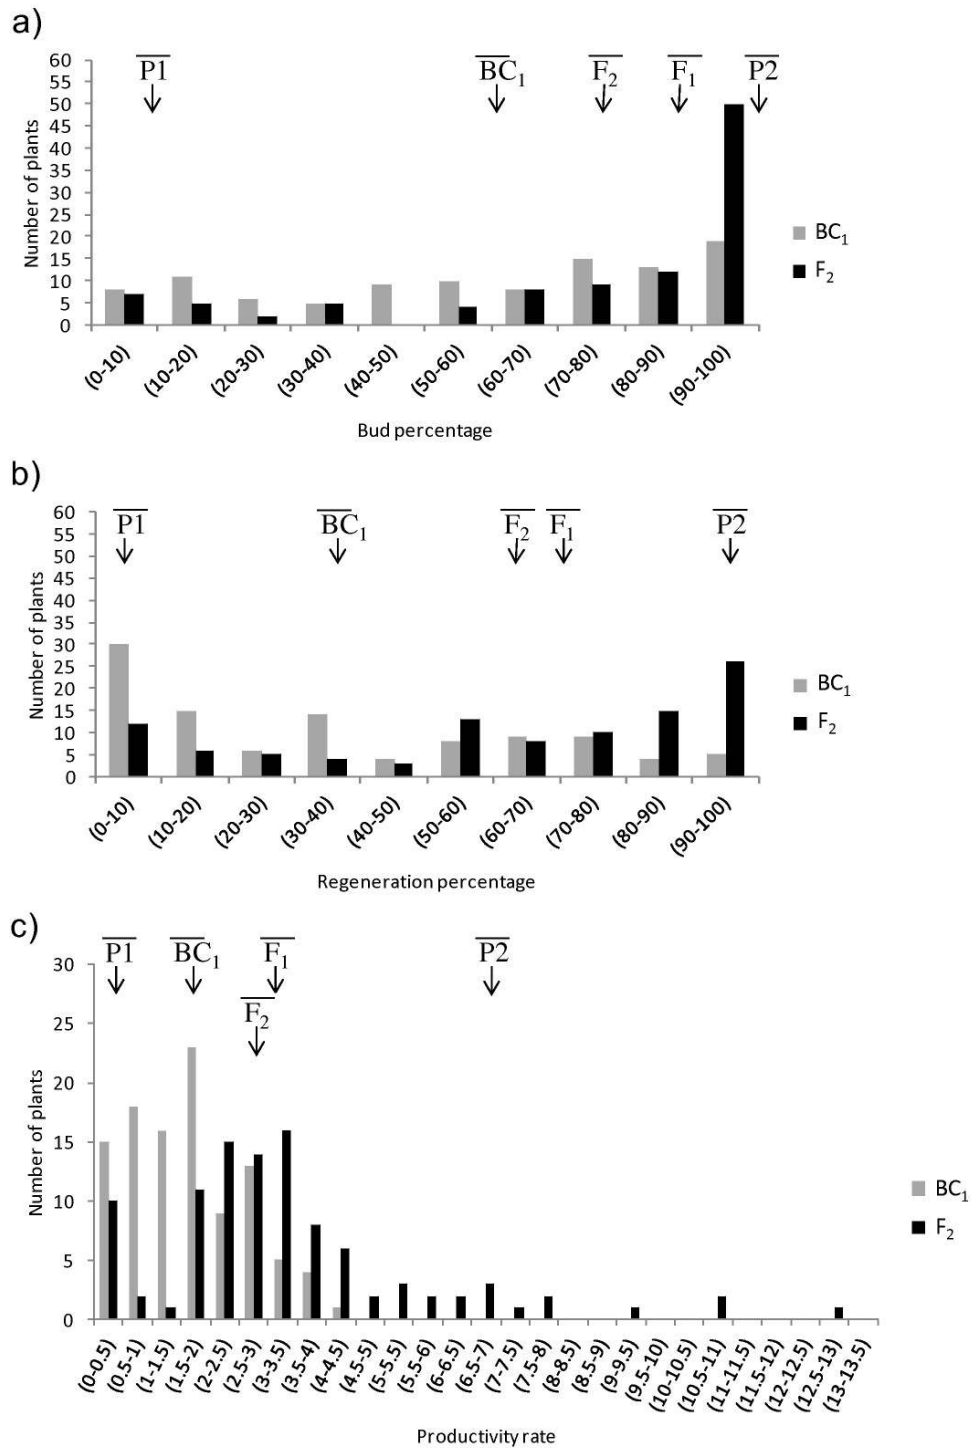 a)
60
55
50
45
40
35
30
25
20
15
10
5
0
Number of plants
P1
BC1
F2
F1
P2
BC1
F2
(0-10)
(10-20)
(20-30)
(30-40)
(40-50)
(50-60)
(60-70)
(70-80)
(80-90)
(90-100)
Bud percentage
b)
60
55
50
45
40
35
30
25
20
15
10
5
0
Number of plants
P1
BC1
F2
F1
P2
BC1
F2
(0-10)
(10-20)
(20-30)
(30-40)
(40-50)
(50-60)
(60-70)
(70-80)
(80-90)
(90-100)
Regeneration percentage
c)
30
25
20
15
10
5
0
Number of plants
P1
BC1
F1
P2
F2
BC1
F2
(0-0.5)
(0.5-1)
(1-1.5)
(1.5-2)
(2-2.5)
(2.5-3)
(3-3.5)
(3.5-4)
(4-4.5)
(4.5-5)
(5-5.5)
(5.5-6)
(6-6.5)
(6.5-7)
(7-7.5)
(7.5-8)
(8-8.5)
(8.5-9)
(9-9.5)
(9.5-10)
(10-10.5)
(10.5-11)
(11-11.5)
(11.5-12)
(12-12.5)
(12.5-13)
(13-13.5)
Productivity rate